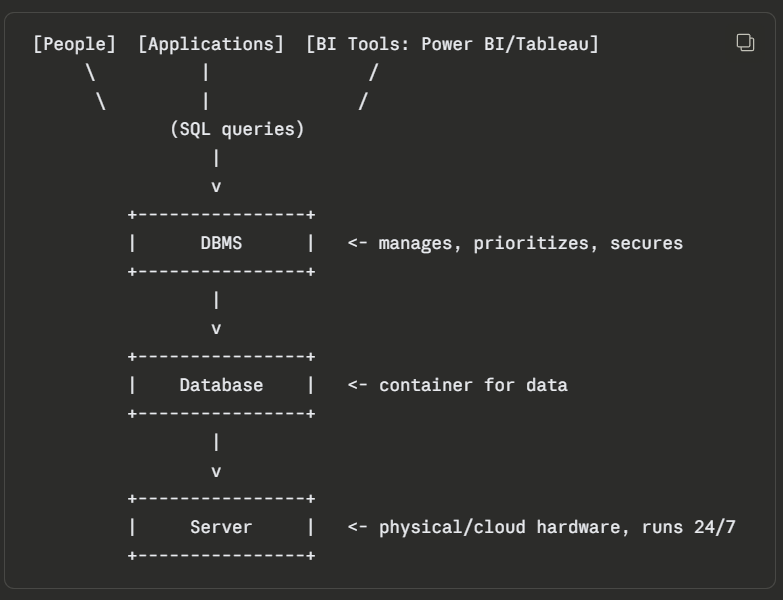 [People]  [Applications]  [BI Tools: Power BI/Tableau]
     \          |               /
      \         |              /
             (SQL queries)
                 |
                 v
         +----------------+
         |      DBMS      |   <- manages, prioritizes, secures
         +----------------+
                 |
                 v
         +----------------+
         |    Database    |   <- container for data
         +----------------+
                 |
                 v
         +----------------+
         |     Server     |   <- physical/cloud hardware, runs 24/7
         +----------------+